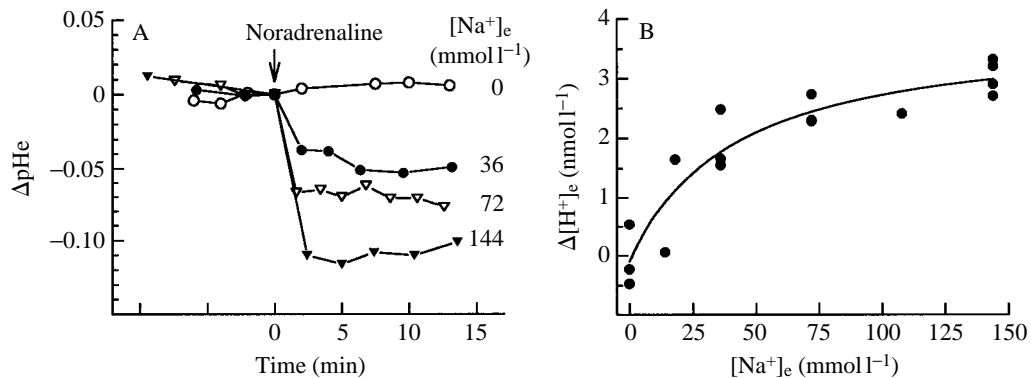 A
Noradrenaline
[Na⁺]ₑ
(mmol l⁻¹)
0.05
0
−0.05
−0.10
ΔpHe
0
36
72
144
0 5 10 15
Time (min)
B
4
3
2
1
0
−1
Δ[H⁺]ₑ (nmol l⁻¹)
0 25 50 75 100 125 150
[Na⁺]ₑ (mmol l⁻¹)